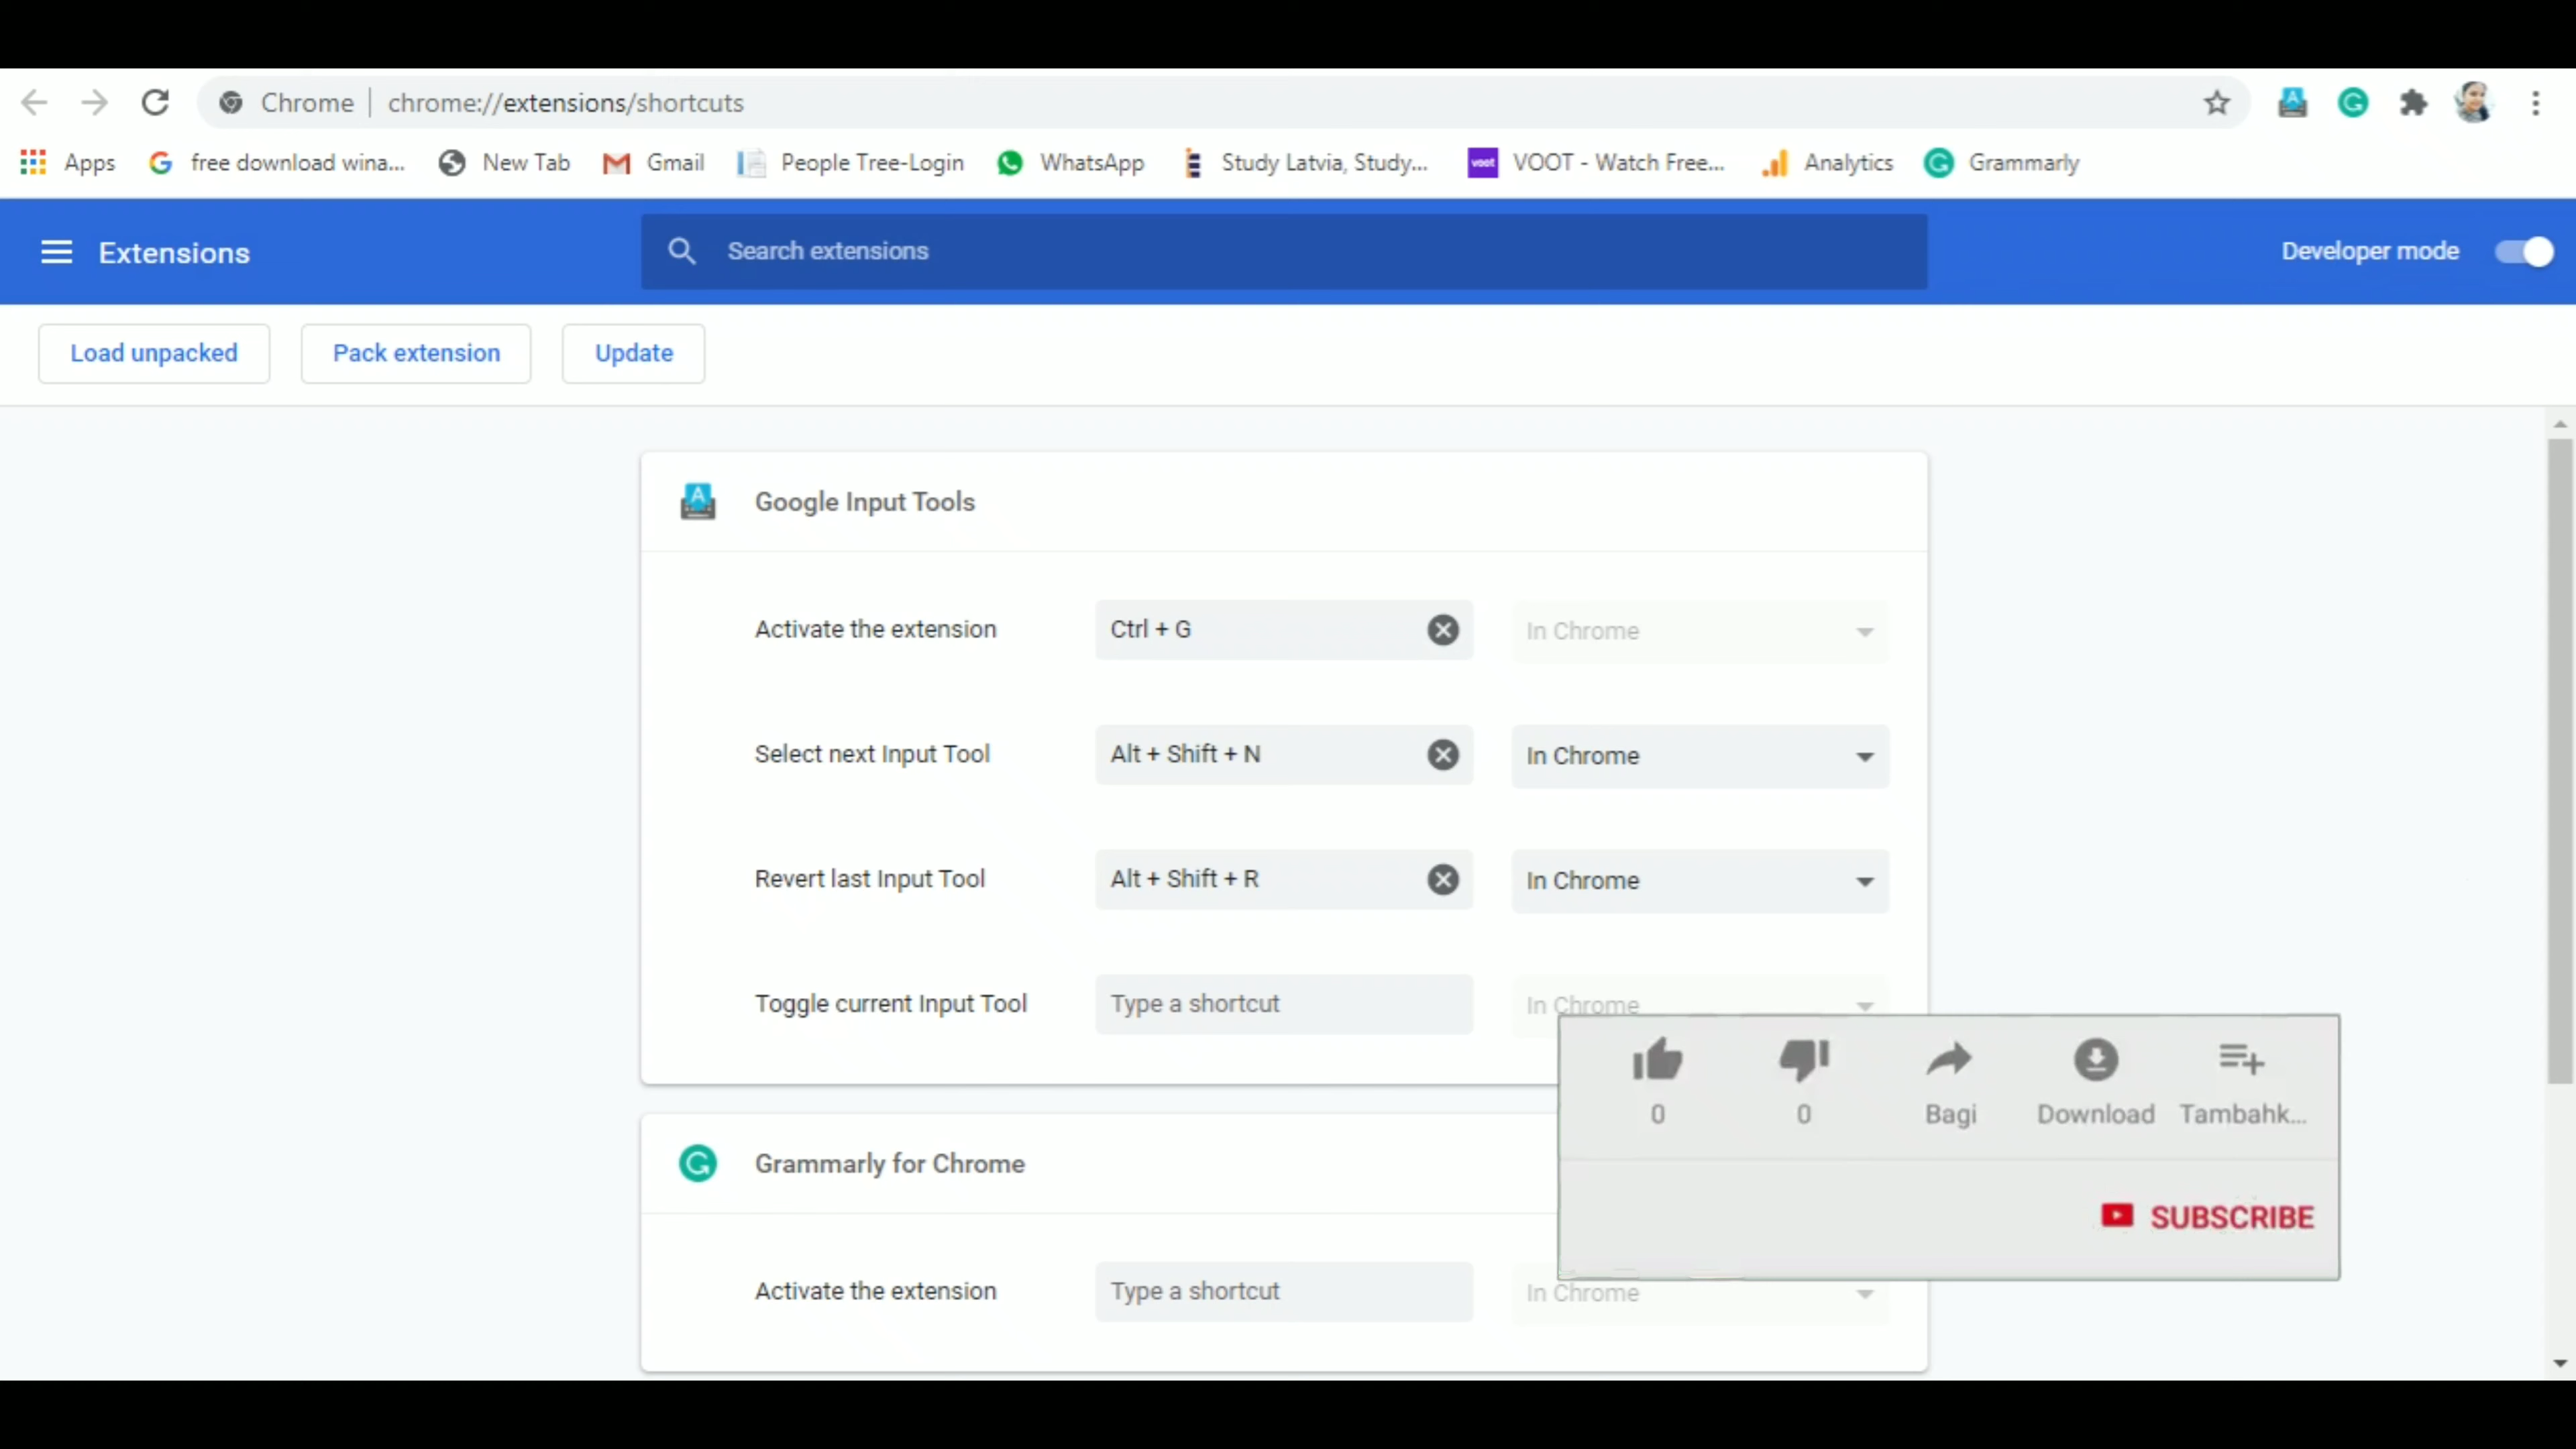 Chrome | chrome://extensions/shortcuts
Apps free download wina... New Tab Gmail People Tree-Login WhatsApp Study Latvia, Study... voot VOOT - Watch Free... Analytics Grammarly
Extensions Search extensions Developer mode
Load unpacked Pack extension Update
Google Input Tools
Activate the extension Ctrl + G In Chrome
Select next Input Tool Alt + Shift + N In Chrome
Revert last Input Tool Alt + Shift + R In Chrome
Toggle current Input Tool Type a shortcut In Chrome
0 0 Bagi Download Tambahk...
Grammarly for Chrome
SUBSCRIBE
Activate the extension Type a shortcut In Chrome